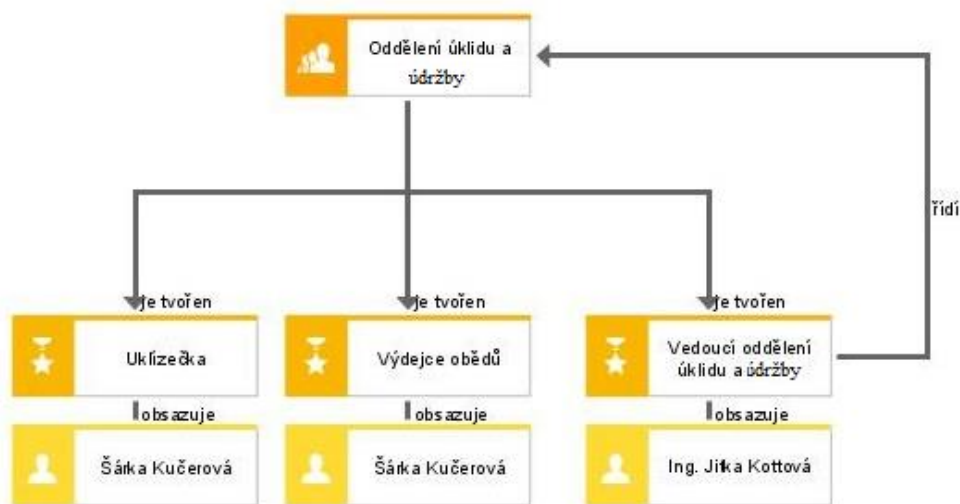 Oddělení úklidu a
údržby
řídí
je tvořen
je tvořen
je tvořen
Uklízečka
Výdejce obědů
Vedoucí oddělení
úklidu a údržby
obsazuje
obsazuje
obsazuje
Šárka Kučerová
Šárka Kučerová
Ing. Jitka Kottová